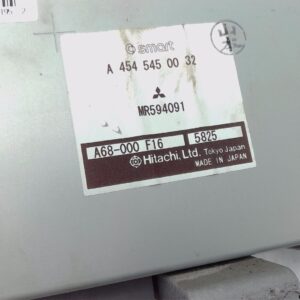 smart
A 454 545 00 32
MR594091
A68-000 F16 5825
Hitachi, Ltd. Tokyo Japan
MADE IN JAPAN